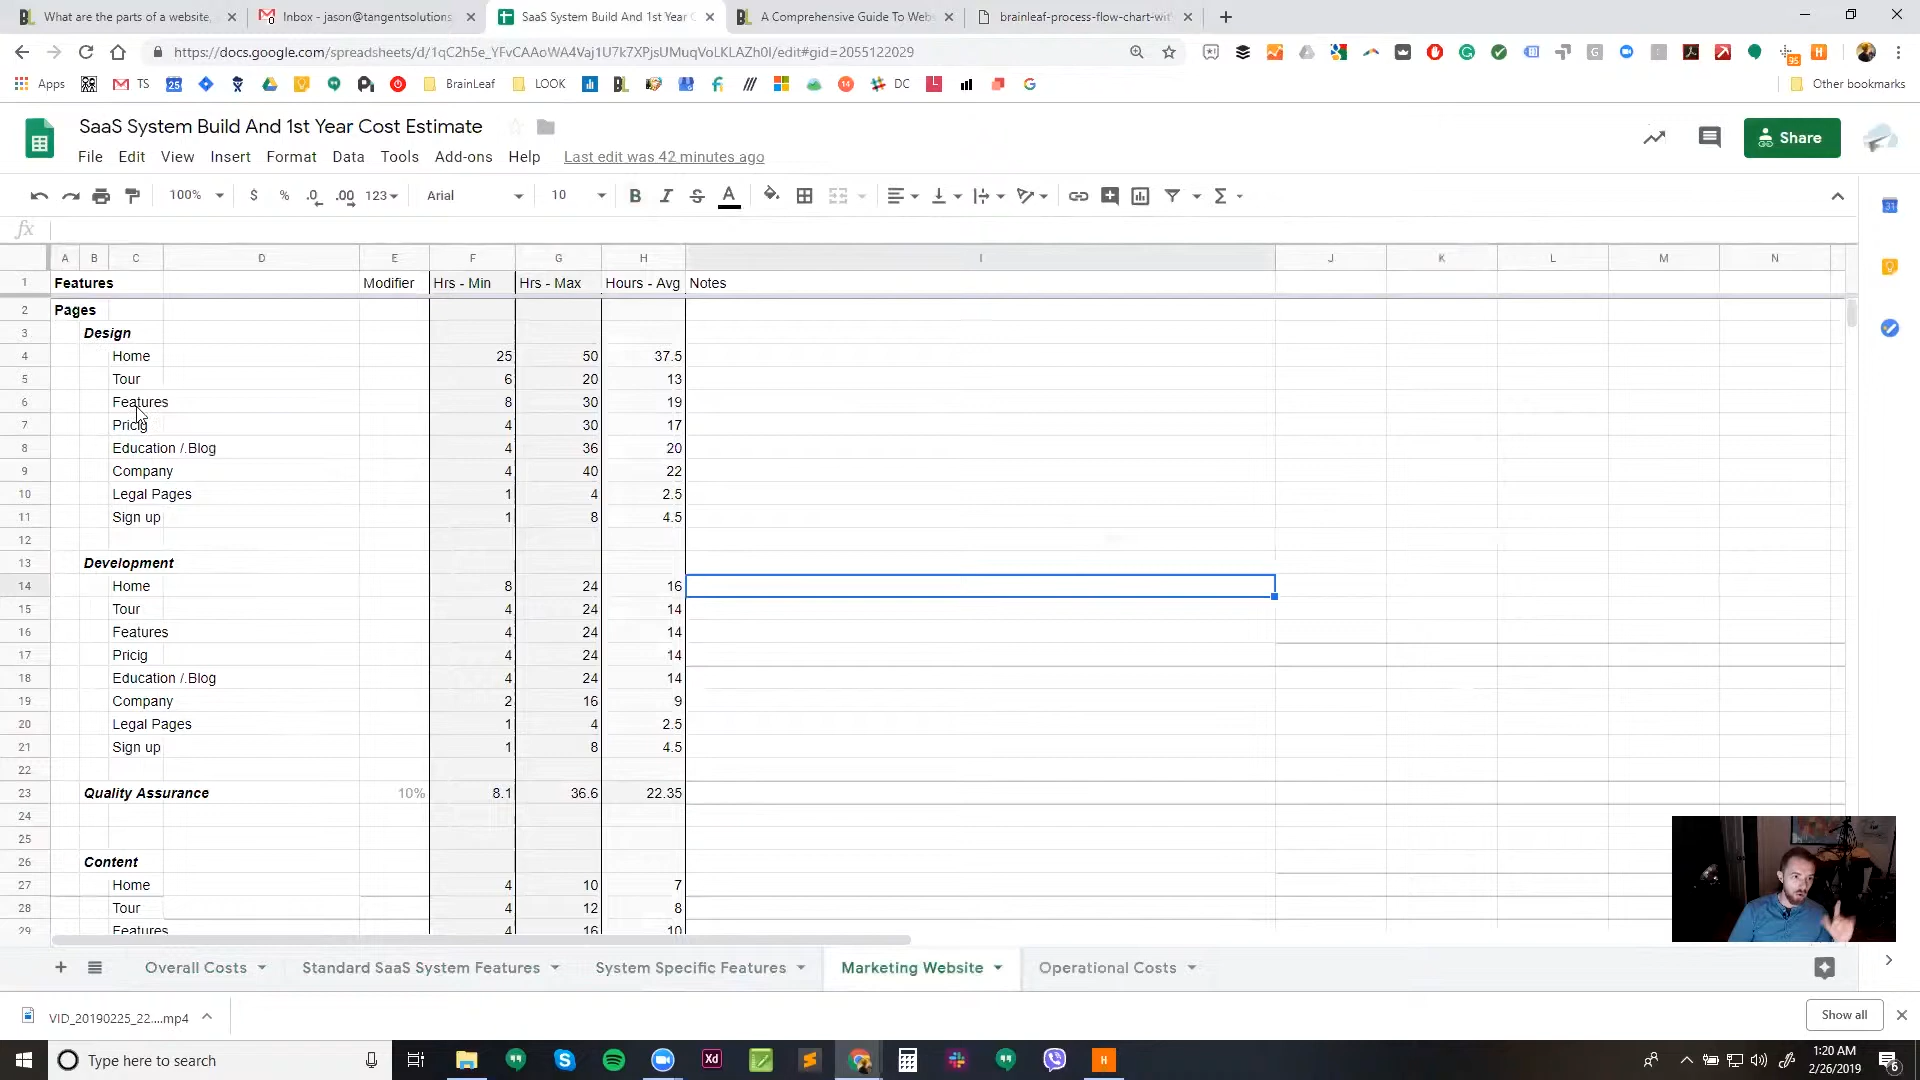 What are the parts of a website,
Inbox - jason@tangentsolutions
SaaS System Build And 1st Year C
A Comprehensive Guide To Webs
brainleaf-process-flow-chart-wit
https://docs.google.com/spreadsheets/d/1qC2h5e_YFvCAAoWA4Vaj1U7k7XPjsUMuqVoLKLAZh0I/edit#gid=2055122029
Apps TS BrainLeaf LOOK DC Other bookmarks
SaaS System Build And 1st Year Cost Estimate
Share
File Edit View Insert Format Data Tools Add-ons Help Last edit was 42 minutes ago
100% $ % .0 .00 123 Arial 10 B I S A
fx
A B C D E F G H I J K L M N
1 Features Modifier Hrs - Min Hrs - Max Hours - Avg Notes
2 Pages
3 Design
4 Home 25 50 37.5
5 Tour 6 20 13
6 Features 8 30 19
7 Pricig 4 30 17
8 Education / Blog 4 36 20
9 Company 4 40 22
10 Legal Pages 1 4 2.5
11 Sign up 1 8 4.5
12
13 Development
14 Home 8 24 16
15 Tour 4 24 14
16 Features 4 24 14
17 Pricig 4 24 14
18 Education / Blog 4 24 14
19 Company 2 16 9
20 Legal Pages 1 4 2.5
21 Sign up 1 8 4.5
22
23 Quality Assurance 10% 8.1 36.6 22.35
24
25
26 Content
27 Home 4 10 7
28 Tour 4 12 8
29 Features 4 16 10
Overall Costs Standard SaaS System Features System Specific Features Marketing Website Operational Costs
VID_20190225_22....mp4
Show all
Type here to search
1:20 AM
2/26/2019
6